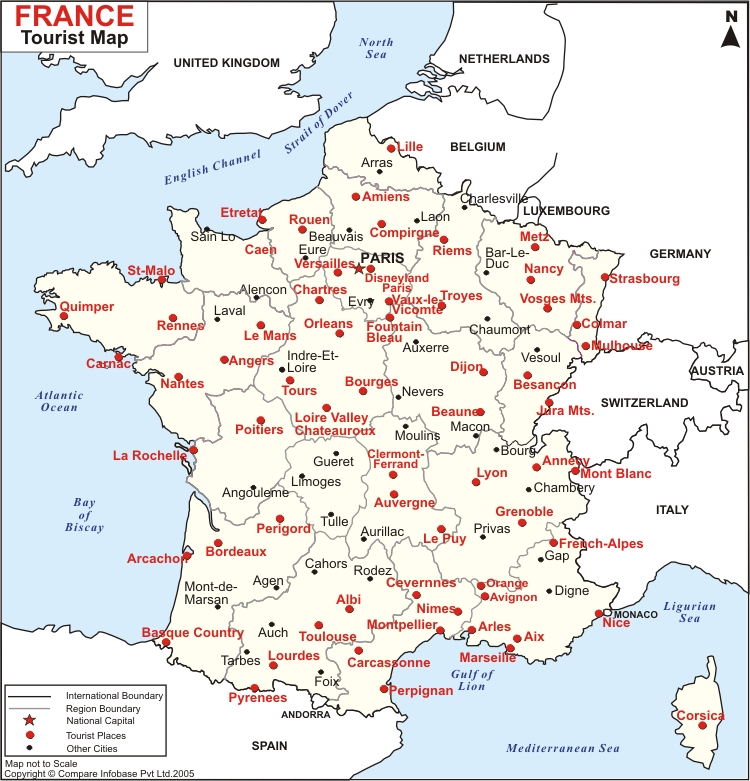 FRANCE
Tourist Map
N
North
Sea
UNITED KINGDOM
NETHERLANDS
Strait of Dover
English Channel
BELGIUM
Lille
Arras
Amiens
Charlesville
LUXEMBOURG
Etretat
Rouen
Laon
Sain Lo
Beauvais
Compirgne
Metz
Caen
Eure
Riems
Bar-Le-
Duc
GERMANY
PARIS
Versailles
St-Malo
Disneyland
Paris
Nancy
Strasbourg
Alencon
Chartres
Evry
Vaux-le-
Vicomte
Troyes
Vosges Mts.
Quimper
Laval
Rennes
Le Mans
Orleans
Fountain
Bleau
Chaumont
Colmar
Auxerre
Mulhouse
Carnac
Angers
Indre-Et-
Loire
Vesoul
Dijon
AUSTRIA
Nantes
Tours
Bourges
Nevers
Besancon
Atlantic
Ocean
SWITZERLAND
Beaune
Jura Mts.
Poitiers
Loire Valley
Chateauroux
Moulins
Macon
La Rochelle
Clermont-
Ferrand
Bourg
Gueret
Annecy
Mont Blanc
Limoges
Lyon
Angouleme
Chambery
Auvergne
Bay
of
Biscay
Grenoble
ITALY
Tulle
Perigord
Aurillac
Le Puy
Privas
French-Alpes
Bordeaux
Arcachon
Gap
Cahors
Rodez
Mont-de-
Marsan
Agen
Cevernnes
Orange
Avignon
Digne
Albi
Nimes
Ligurian
Sea
MONACO
Nice
Basque Country
Auch
Toulouse
Montpellier
Arles
Aix
Tarbes
Lourdes
Carcassonne
Marseille
Gulf of
Lion
Foix
Pyrenees
Perpignan
ANDORRA
Corsica
SPAIN
Mediterranean Sea
International Boundary
Region Boundary
National Capital
Tourist Places
Other Cities
Map not to Scale
Copyright © Compare Infobase Pvt Ltd.2005